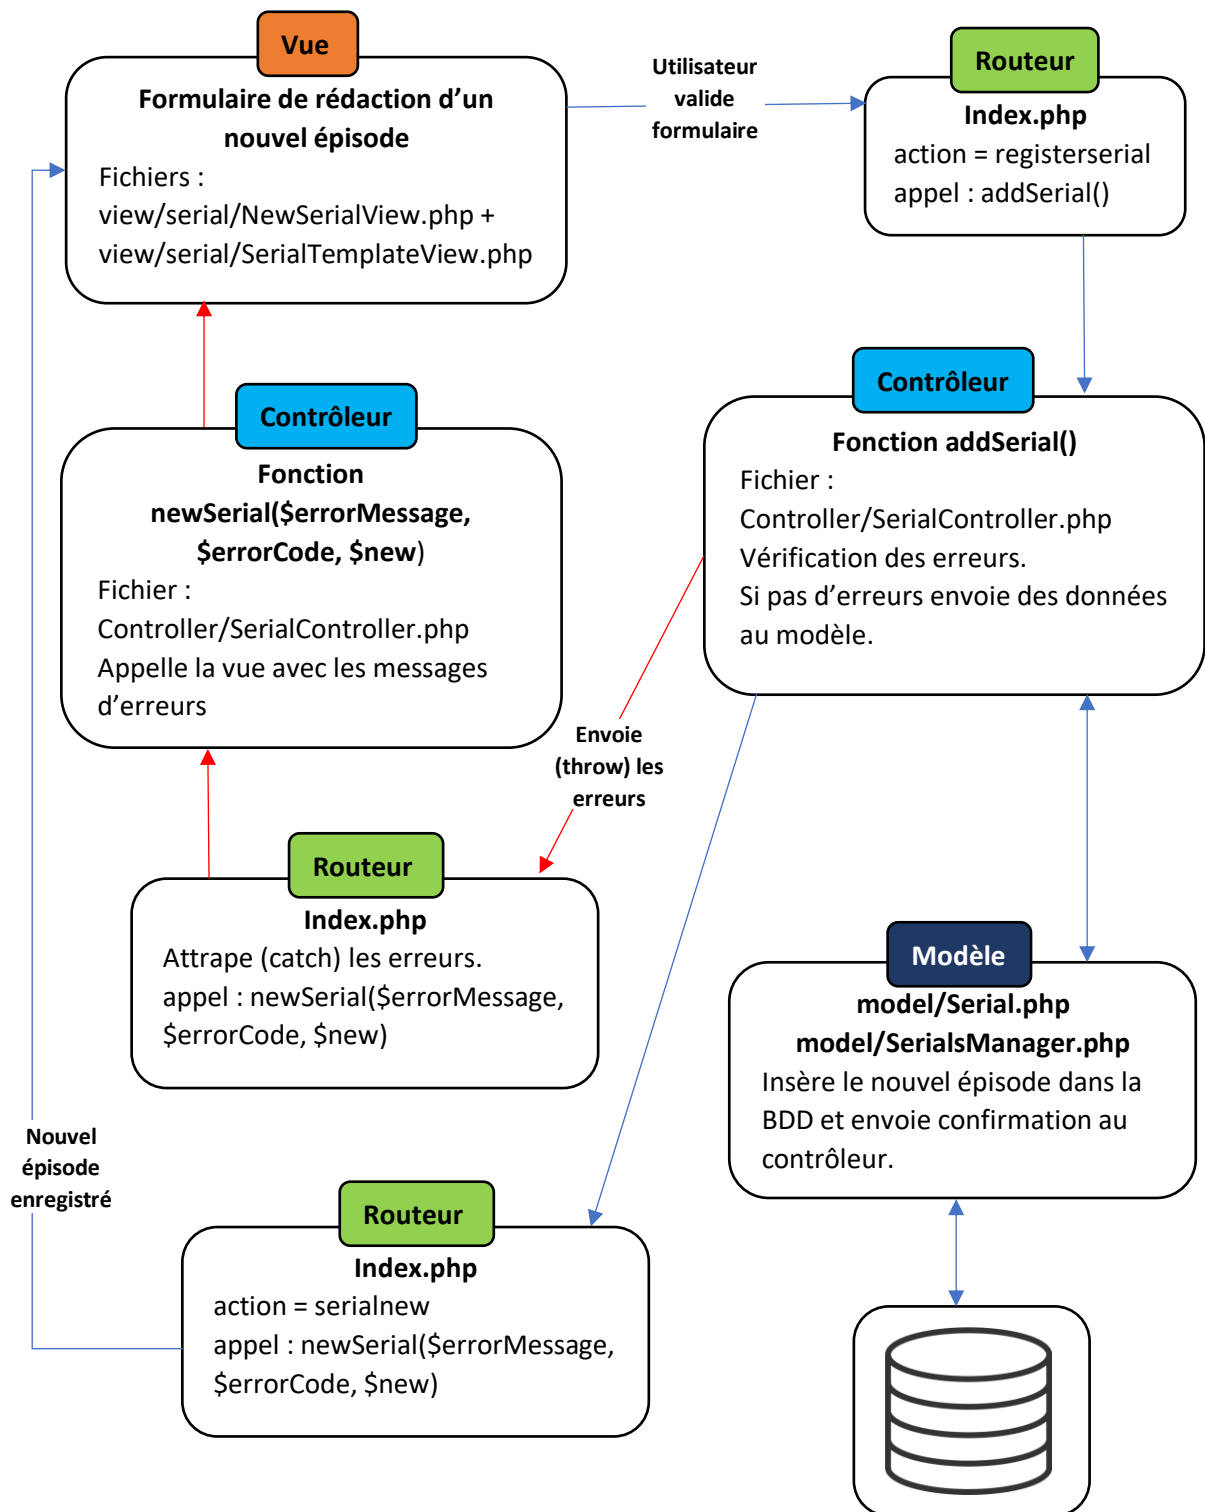 Vue
Formulaire de rédaction d’un
nouvel épisode
Fichiers :
view/serial/NewSerialView.php +
view/serial/SerialTemplateView.php
Utilisateur
valide
formulaire
Routeur
Index.php
action = registerserial
appel : addSerial()
Contrôleur
Fonction addSerial()
Fichier :
Controller/SerialController.php
Vérification des erreurs.
Si pas d’erreurs envoie des données
au modèle.
Contrôleur
Fonction
newSerial($errorMessage,
$errorCode, $new)
Fichier :
Controller/SerialController.php
Appelle la vue avec les messages
d’erreurs
Envoie
(throw) les
erreurs
Routeur
Index.php
Attrape (catch) les erreurs.
appel : newSerial($errorMessage,
$errorCode, $new)
Modèle
model/Serial.php
model/SerialsManager.php
Insère le nouvel épisode dans la
BDD et envoie confirmation au
contrôleur.
Nouvel
épisode
enregistré
Routeur
Index.php
action = serialnew
appel : newSerial($errorMessage,
$errorCode, $new)